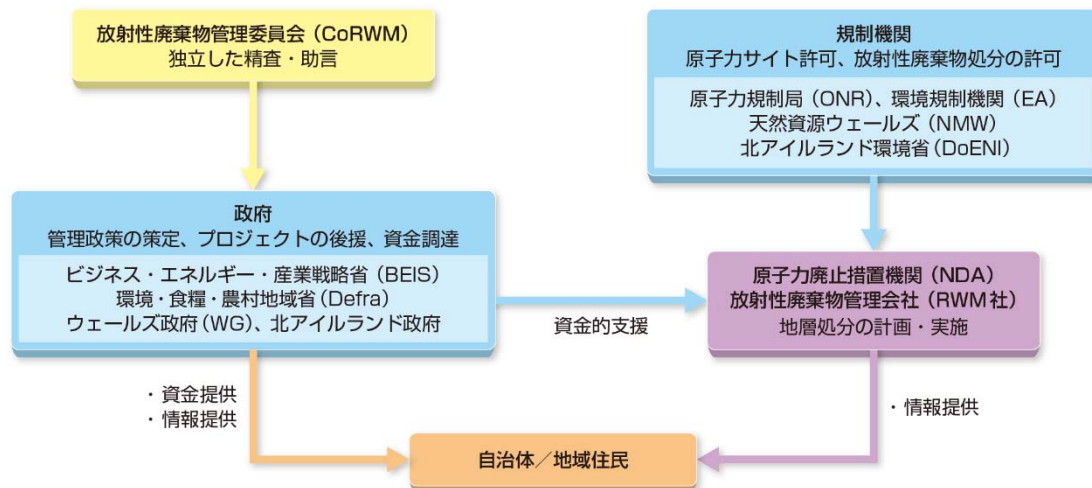 放射性廃棄物管理委員会（CoRWM）
独立した精査・助言
規制機関
原子力サイト許可、放射性廃棄物処分の許可
原子力規制局（ONR）、環境規制機関（EA）
天然資源ウェールズ（NMW）
北アイルランド環境省（DoENI）
政府
管理政策の策定、プロジェクトの後援、資金調達
ビジネス・エネルギー・産業戦略省（BEIS）
環境・食糧・農村地域省（Defra）
ウェールズ政府（WG）、北アイルランド政府
資金的支援
原子力廃止措置機関（NDA）
放射性廃棄物管理会社（RWM社）
地層処分の計画・実施
・資金提供
・情報提供
・情報提供
自治体／地域住民